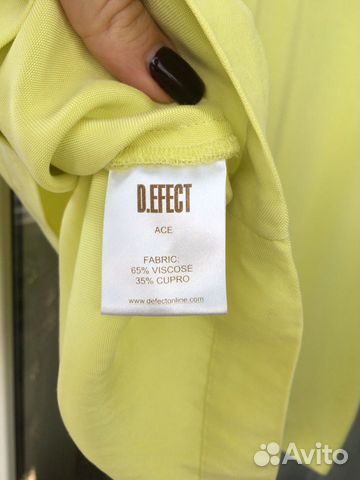 D.EFECT
ACE
FABRIC:
65% VISCOSE
35% CUPRO
www.defectonline.com
Avito